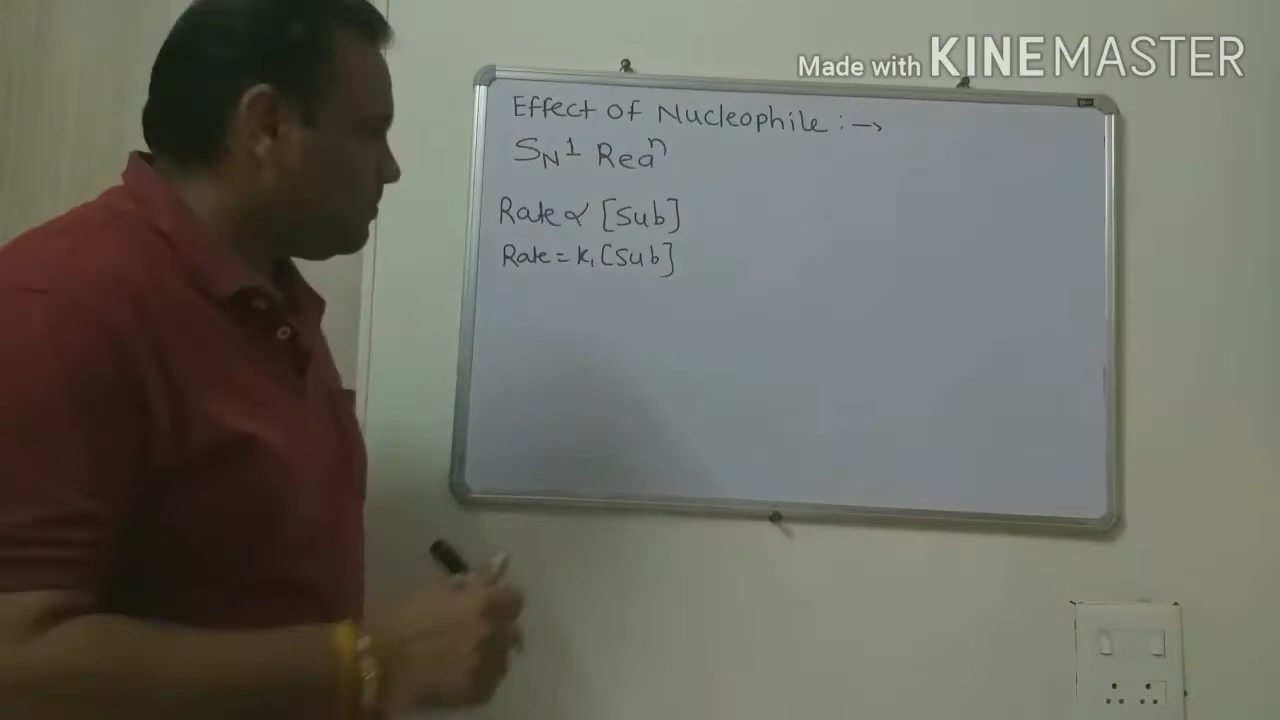 Made with KINEMASTER
Effect of Nucleophile :→
SN1 Reaⁿ
Rate ∝ [Sub]
Rate = K₁[Sub]